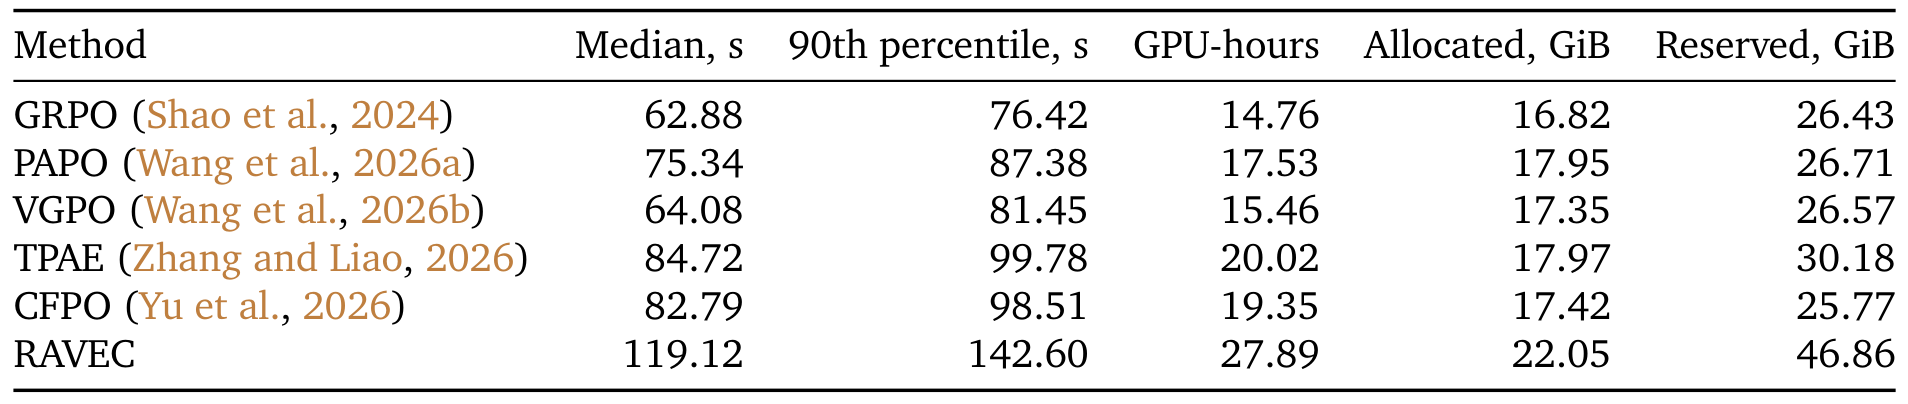 Method Median, s 90th percentile, s GPU-hours Allocated, GiB Reserved, GiB
GRPO (Shao et al., 2024) 62.88 76.42 14.76 16.82 26.43
PAPO (Wang et al., 2026a) 75.34 87.38 17.53 17.95 26.71
VGPO (Wang et al., 2026b) 64.08 81.45 15.46 17.35 26.57
TPAE (Zhang and Liao, 2026) 84.72 99.78 20.02 17.97 30.18
CFPO (Yu et al., 2026) 82.79 98.51 19.35 17.42 25.77
RAVEC 119.12 142.60 27.89 22.05 46.86